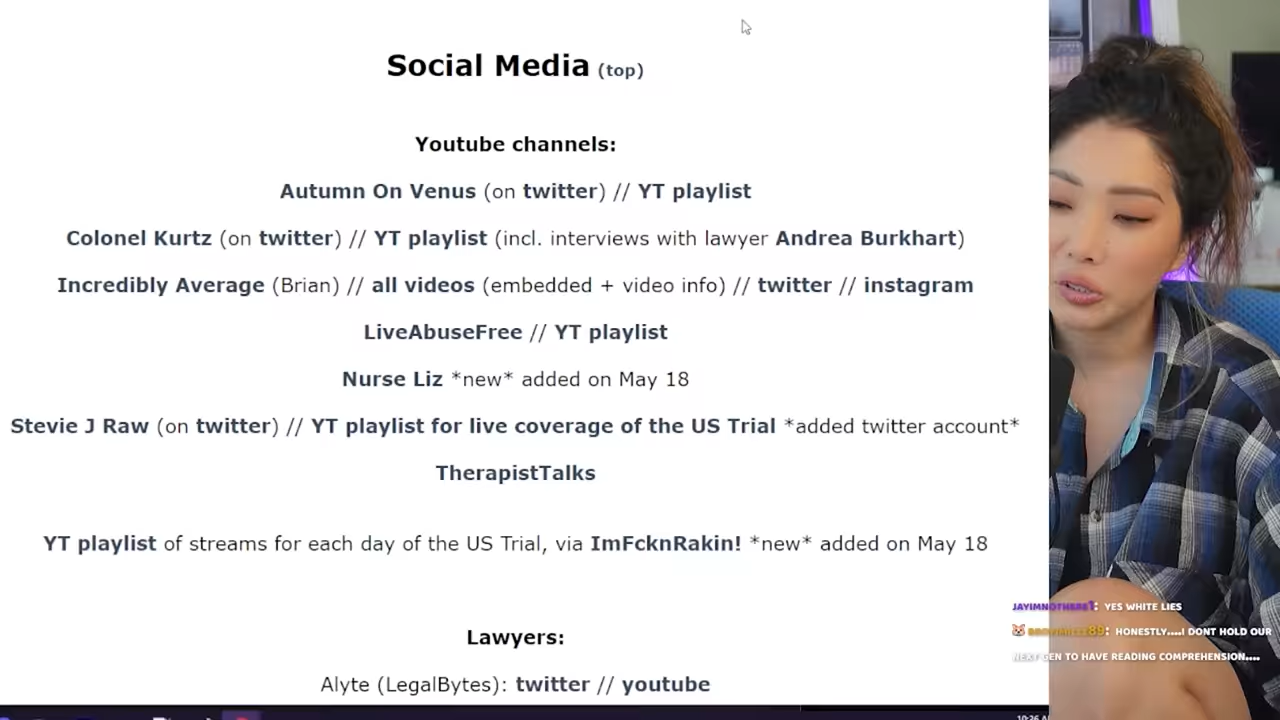 Social Media (top)
Youtube channels:
Autumn On Venus (on twitter) // YT playlist
Colonel Kurtz (on twitter) // YT playlist (incl. interviews with lawyer Andrea Burkhart)
Incredibly Average (Brian) // all videos (embedded + video info) // twitter // instagram
LiveAbuseFree // YT playlist
Nurse Liz *new* added on May 18
Stevie J Raw (on twitter) // YT playlist for live coverage of the US Trial *added twitter account*
TherapistTalks
YT playlist of streams for each day of the US Trial, via ImFcknRakin! *new* added on May 18
Lawyers:
Alyte (LegalBytes): twitter // youtube
YES WHITE LIES
HONESTLY....I DONT HOLD OUR
NEXT GEN TO HAVE READING COMPREHENSION....